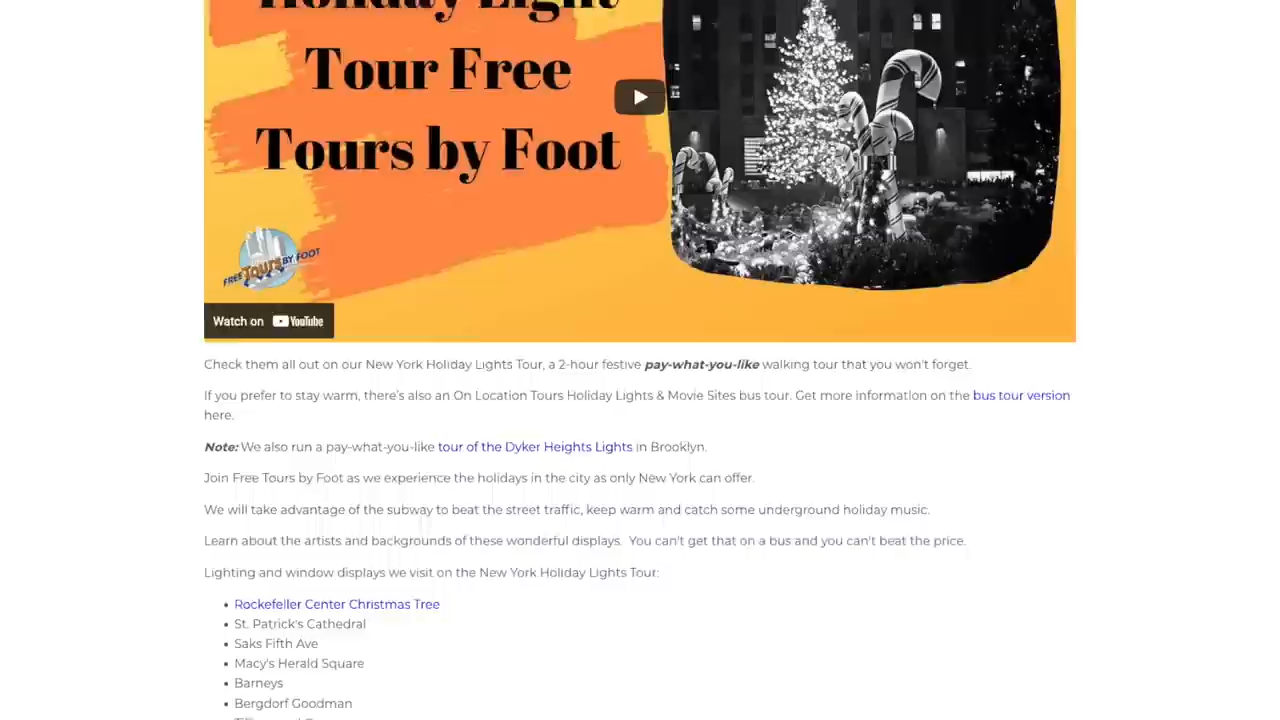 Holiday Light
Tour Free
Tours by Foot
FREE Tours BY FOOT
Watch on YouTube
Check them all out on our New York Holiday Lights Tour, a 2-hour festive pay-what-you-like walking tour that you won't forget.
If you prefer to stay warm, there's also an On Location Tours Holiday Lights & Movie Sites bus tour. Get more information on the bus tour version
here.
Note: We also run a pay-what-you-like tour of the Dyker Heights Lights in Brooklyn.
Join Free Tours by Foot as we experience the holidays in the city as only New York can offer.
We will take advantage of the subway to beat the street traffic, keep warm and catch some underground holiday music.
Learn about the artists and backgrounds of these wonderful displays. You can't get that on a bus and you can't beat the price.
Lighting and window displays we visit on the New York Holiday Lights Tour:
• Rockefeller Center Christmas Tree
• St. Patrick's Cathedral
• Saks Fifth Ave
• Macy's Herald Square
• Barneys
• Bergdorf Goodman